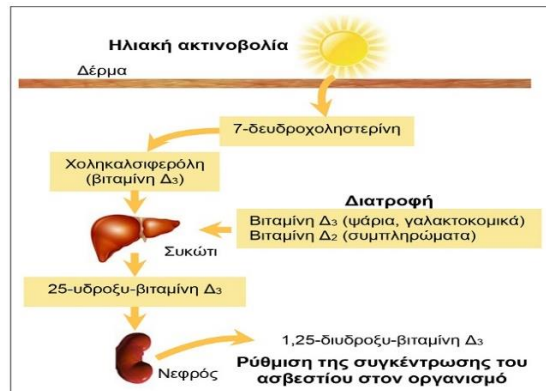 Ηλιακή ακτινοβολία
Δέρμα
7-δευδροχοληστερίνη
Χοληκαλσιφερόλη
(βιταμίνη Δ₃)
Διατροφή
Βιταμίνη Δ₃ (ψάρια, γαλακτοκομικά)
Βιταμίνη Δ₂ (συμπληρώματα)
Συκώτι
25-υδροξυ-βιταμίνη Δ₃
1,25-διυδροξυ-βιταμίνη Δ₃
Νεφρός
Ρύθμιση της συγκέντρωσης του
ασβεστίου στον οργανισμό